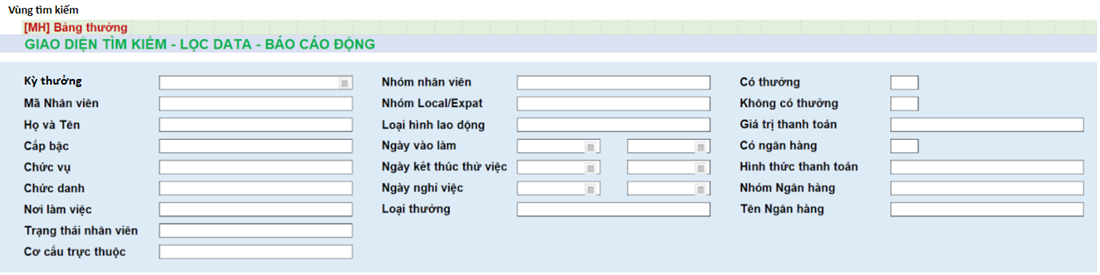 Vùng tìm kiếm
[MH] Bảng thưởng
GIAO DIỆN TÌM KIẾM - LỌC DATA - BÁO CÁO ĐỘNG
Kỳ thưởng
Mã Nhân viên
Họ và Tên
Cấp bậc
Chức vụ
Chức danh
Nơi làm việc
Trạng thái nhân viên
Cơ cấu trực thuộc
Nhóm nhân viên
Nhóm Local/Expat
Loại hình lao động
Ngày vào làm
Ngày kết thúc thử việc
Ngày nghỉ việc
Loại thưởng
Có thưởng
Không có thưởng
Giá trị thanh toán
Có ngân hàng
Hình thức thanh toán
Nhóm Ngân hàng
Tên Ngân hàng